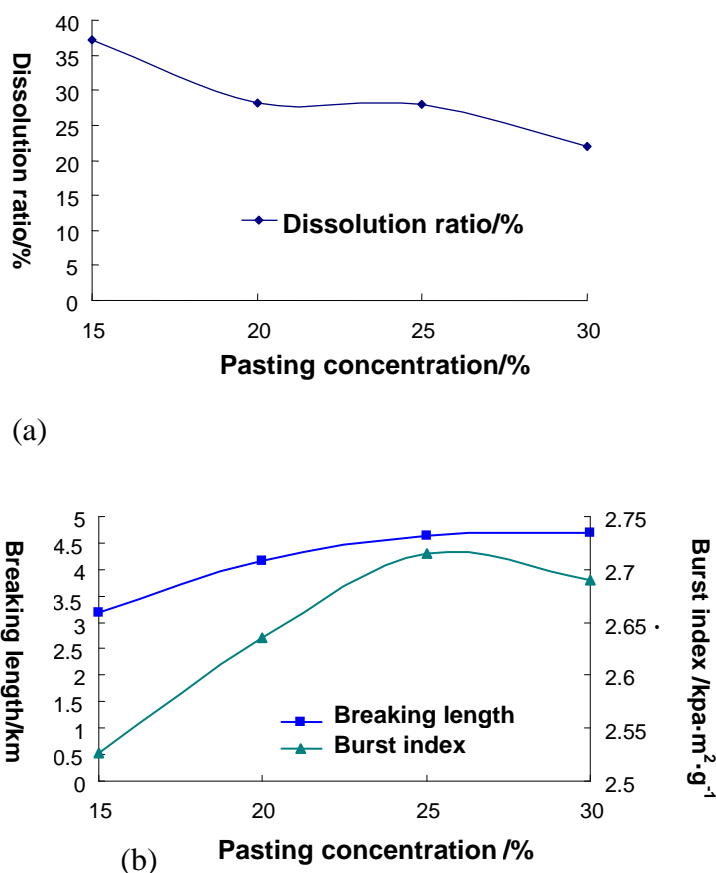 40
35
30
25
20
15
10
5
0
Dissolution ratio/%
Dissolution ratio/%
15 20 25 30
Pasting concentration/%
(a)
5
4.5
4
3.5
3
2.5
2
1.5
1
0.5
0
Breaking length/km
2.75
2.7
2.65
2.6
2.55
2.5
Burst index /kpa·m²·g⁻¹
Breaking length
Burst index
15 20 25 30
Pasting concentration /%
(b)